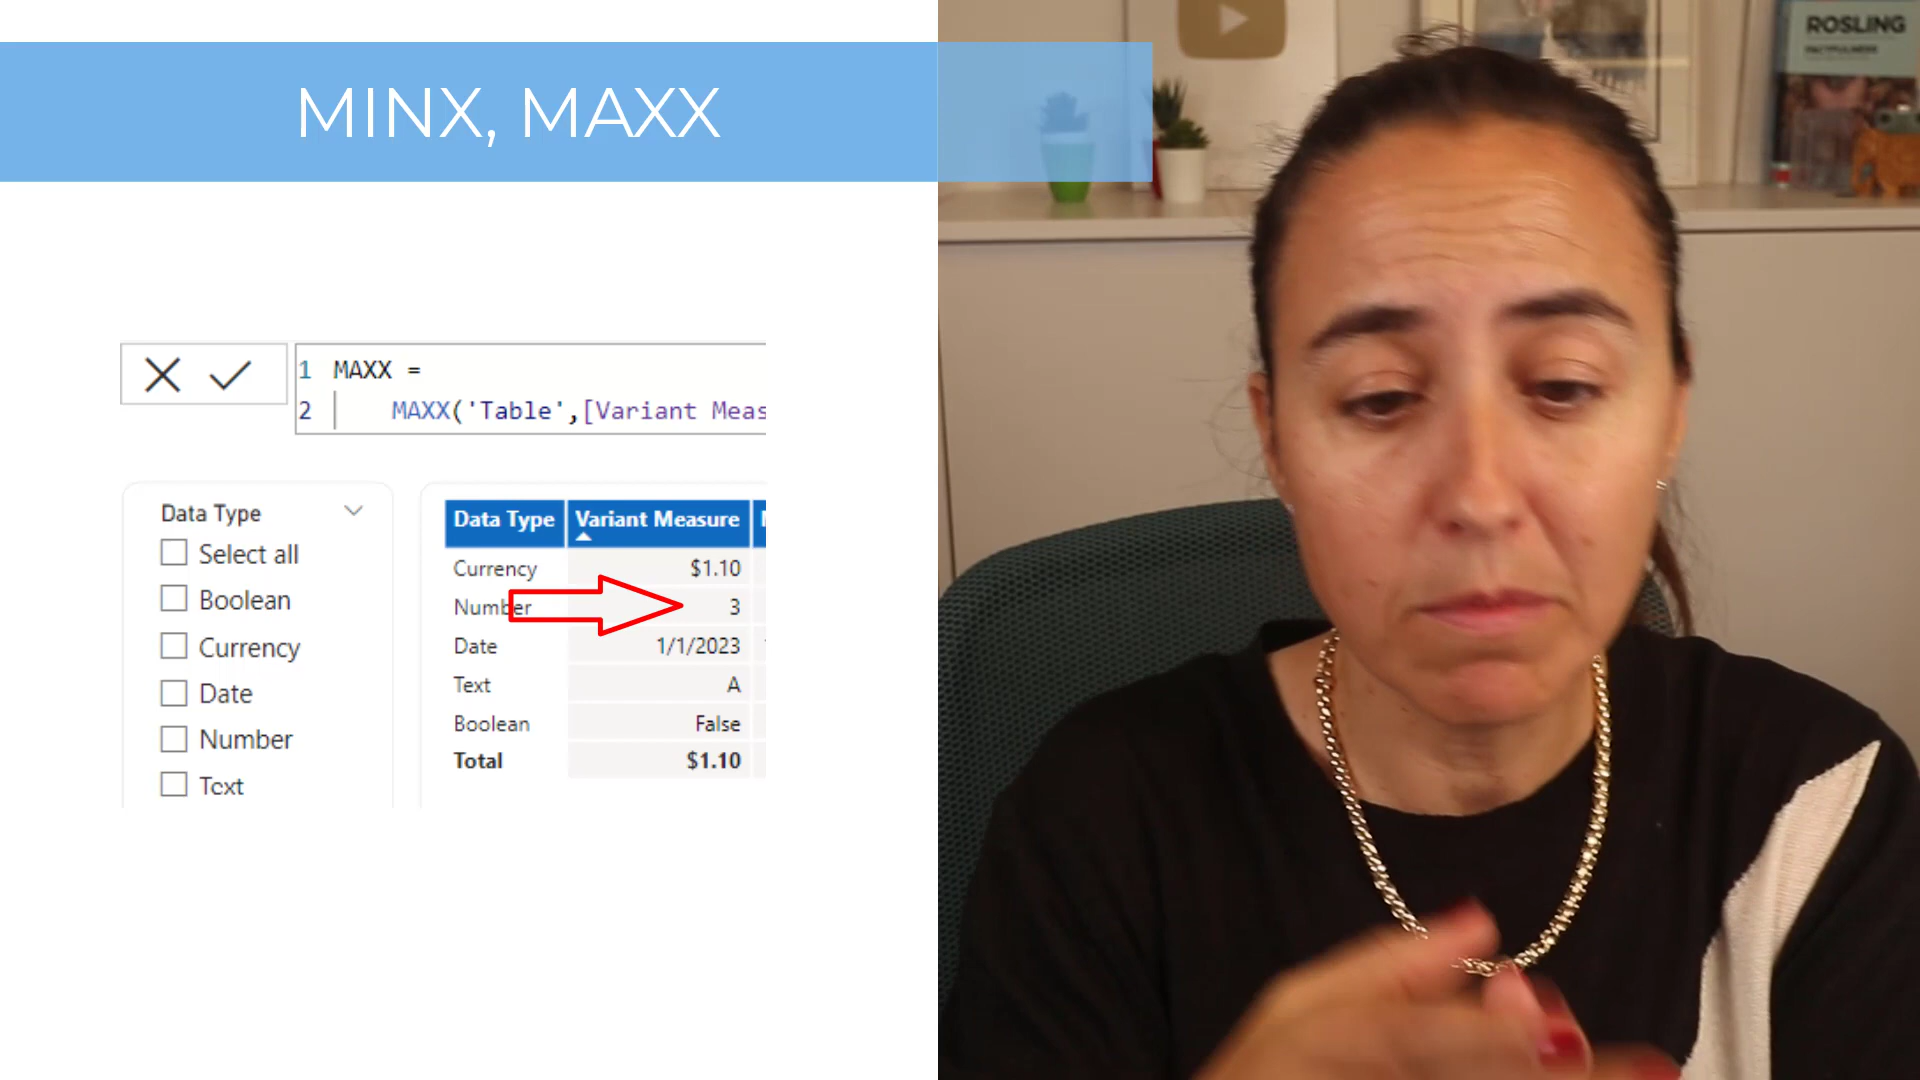 MINX, MAXX
ROSLING
FACTFULNESS
1 MAXX =
2 MAXX('Table',[Variant Meas
Data Type
Select all
Boolean
Currency
Date
Number
Text
Data Type Variant Measure
Currency $1.10
Number 3
Date 1/1/2023
Text A
Boolean False
Total $1.10